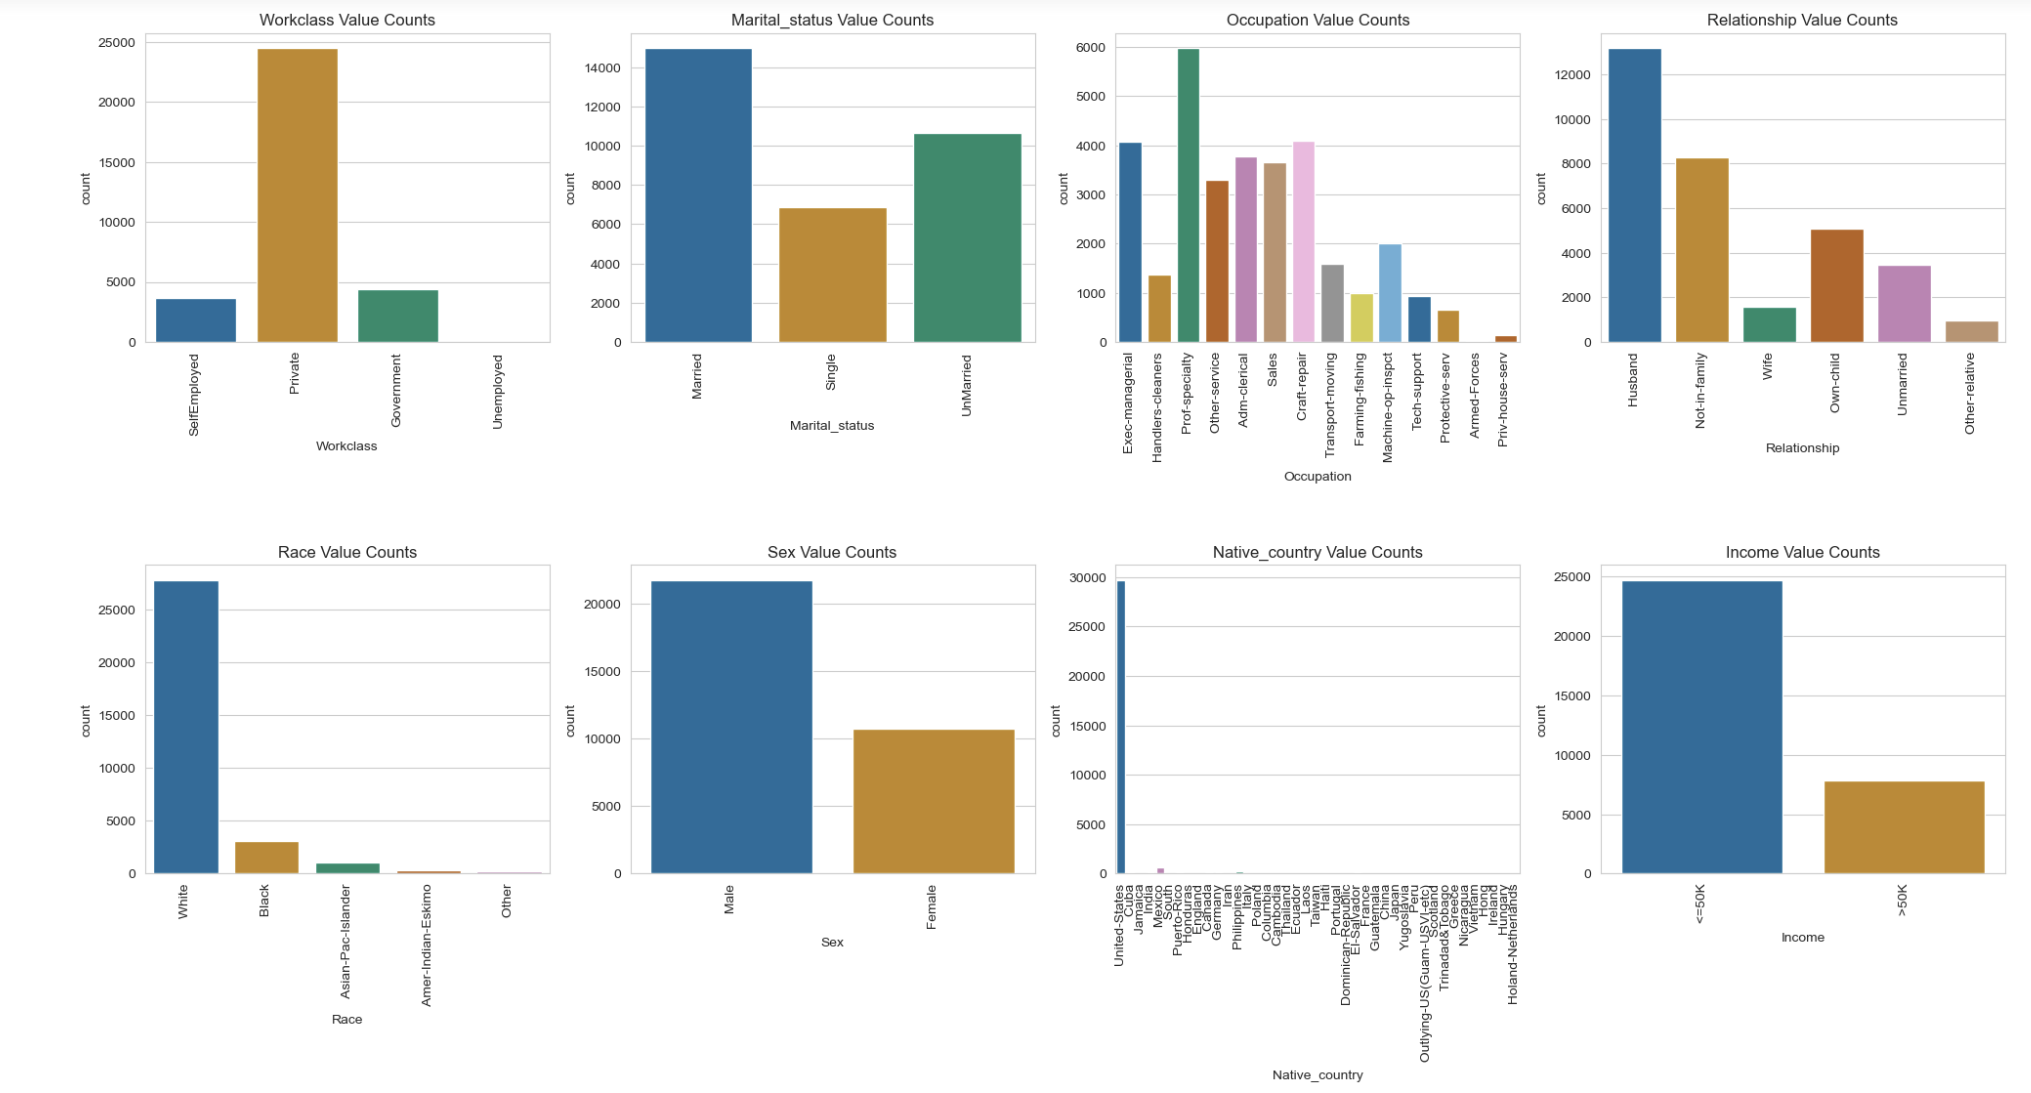 Workclass Value Counts
25000
20000
15000
10000
5000
0
count
SelfEmployed
Private
Government
Unemployed
Workclass
Marital_status Value Counts
14000
12000
10000
8000
6000
4000
2000
0
count
Married
Single
UnMarried
Marital_status
Occupation Value Counts
6000
5000
4000
3000
2000
1000
0
count
Exec-managerial
Handlers-cleaners
Prof-specialty
Other-service
Adm-clerical
Sales
Craft-repair
Transport-moving
Farming-fishing
Machine-op-inspct
Tech-support
Protective-serv
Armed-Forces
Priv-house-serv
Occupation
Relationship Value Counts
12000
10000
8000
6000
4000
2000
0
count
Husband
Not-in-family
Wife
Own-child
Unmarried
Other-relative
Relationship
Race Value Counts
25000
20000
15000
10000
5000
0
count
White
Black
Asian-Pac-Islander
Amer-Indian-Eskimo
Other
Race
Sex Value Counts
20000
15000
10000
5000
0
count
Male
Female
Sex
Native_country Value Counts
30000
25000
20000
15000
10000
5000
0
count
United-States
Cuba
Jamaica
India
Mexico
South
Puerto-Rico
Honduras
England
Canada
Germany
Iran
Philippines
Italy
Poland
Columbia
Cambodia
Thailand
Ecuador
Laos
Taiwan
Haiti
Portugal
Dominican-Republic
El-Salvador
France
Guatemala
China
Japan
Yugoslavia
Peru
Outlying-US(Guam-USVI-etc)
Scotland
Trinadad&Tobago
Greece
Nicaragua
Vietnam
Hong
Ireland
Hungary
Holand-Netherlands
Native_country
Income Value Counts
25000
20000
15000
10000
5000
0
count
<=50K
>50K
Income